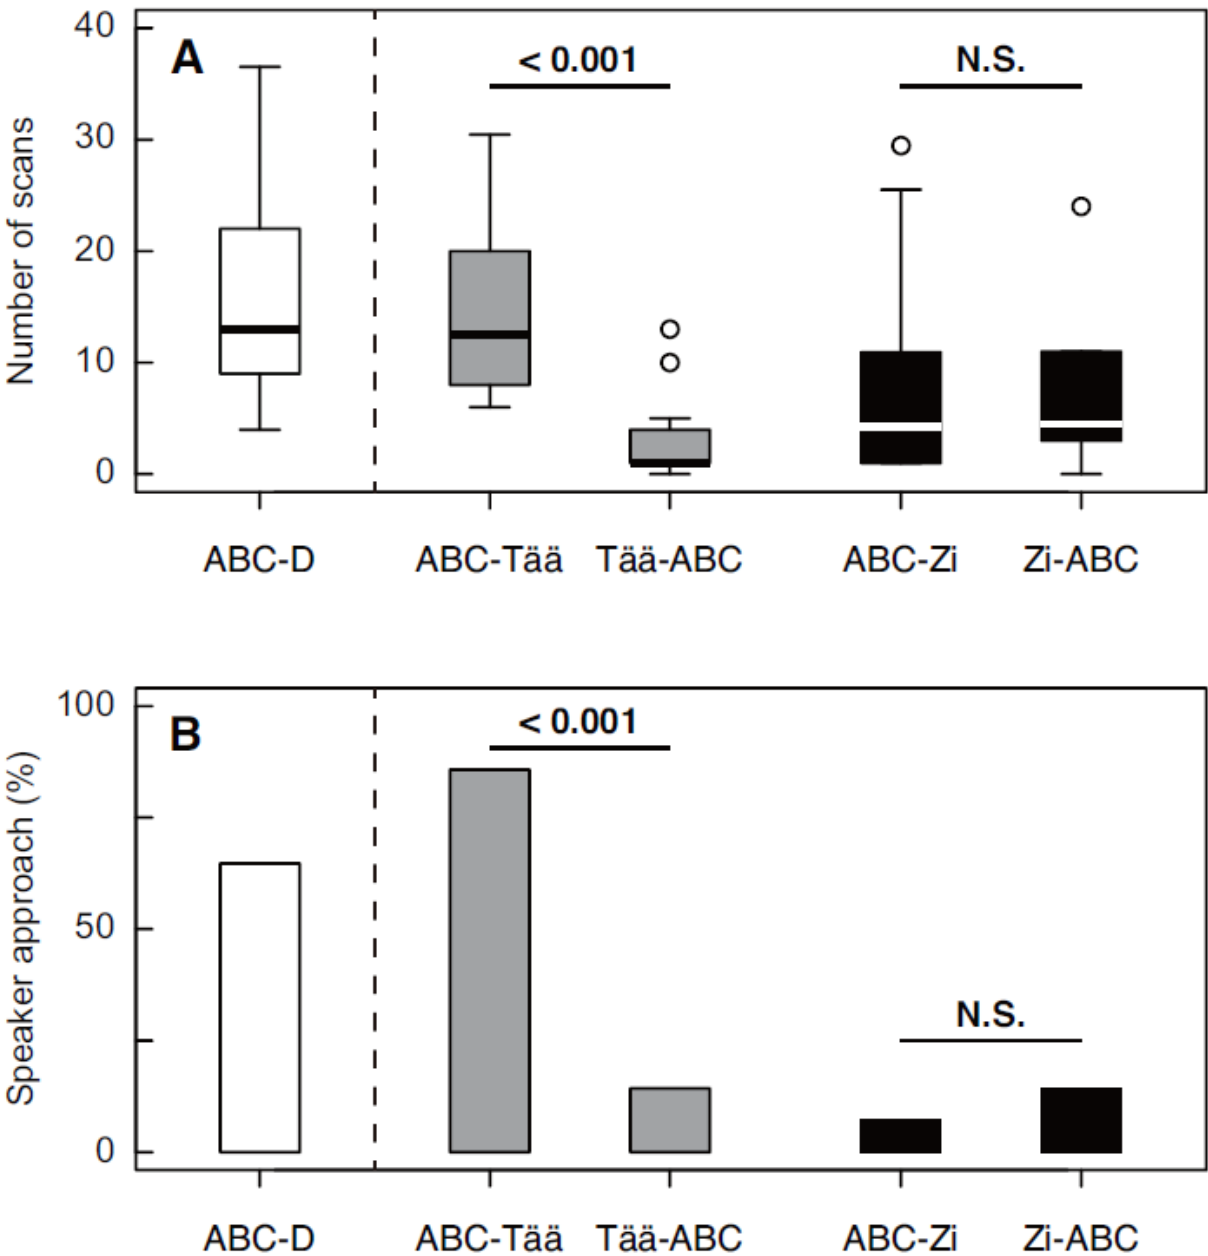 A
< 0.001
N.S.
Number of scans
40
30
20
10
0
ABC-D ABC-Tää Tää-ABC ABC-Zi Zi-ABC
B
< 0.001
N.S.
Speaker approach (%)
100
50
0
ABC-D ABC-Tää Tää-ABC ABC-Zi Zi-ABC